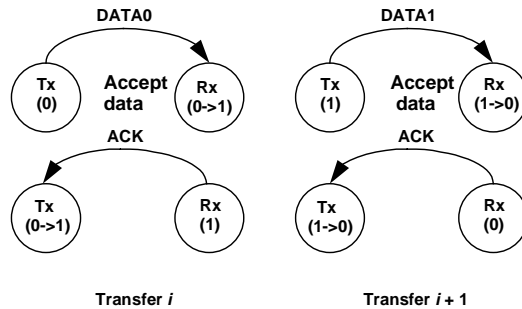 DATA0
Tx
(0)
Accept
data
Rx
(0->1)
ACK
Tx
(0->1)
Rx
(1)
Transfer i
DATA1
Tx
(1)
Accept
data
Rx
(1->0)
ACK
Tx
(1->0)
Rx
(0)
Transfer i + 1